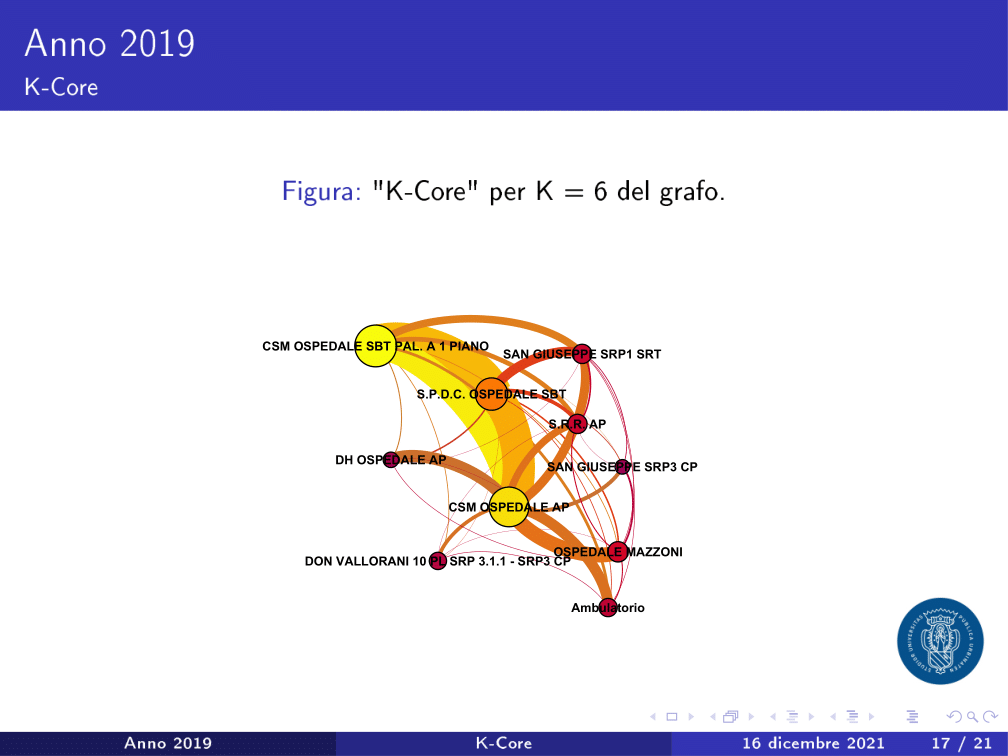 Anno 2019
K-Core
Figura: "K-Core" per K = 6 del grafo.
CSM OSPEDALE SBT PAL. A 1 PIANO
SAN GIUSEPPE SRP1 SRT
S.P.D.C. OSPEDALE SBT
S.R.R. AP
DH OSPEDALE AP
SAN GIUSEPPE SRP3 CP
CSM OSPEDALE AP
OSPEDALE MAZZONI
DON VALLORANI 10 PL SRP 3.1.1 - SRP3 CP
Ambulatorio
Anno 2019
K-Core
16 dicembre 2021
17 / 21